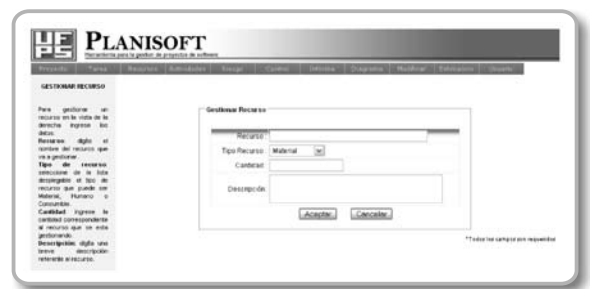 UFPS
PLANISOFT
Herramienta para la gestion de proyectos de software
Proyecto Tarea Recursos Actividades Riesgo Control Informe Diagrama Modificar Estandares Usuario
GESTIONAR RECURSO
Para gestionar un
recurso en la vista de la
derecha ingrese los
datos:
Recurso: digite el
nombre del recurso que
va a gestionar.
Tipo de recurso:
seleccione de la lista
desplegable el tipo de
recurso que puede ser
Material, Humano o
Consumible.
Cantidad: ingrese la
cantidad correspondiente
al recurso que se esta
gestionando.
Descripción: digite una
breve descripción
referente al recurso.
Gestionar Recurso
Recurso:
Tipo Recurso: Material
Cantidad:
Descripción:
Aceptar Cancelar
*Todos los campos son requeridos